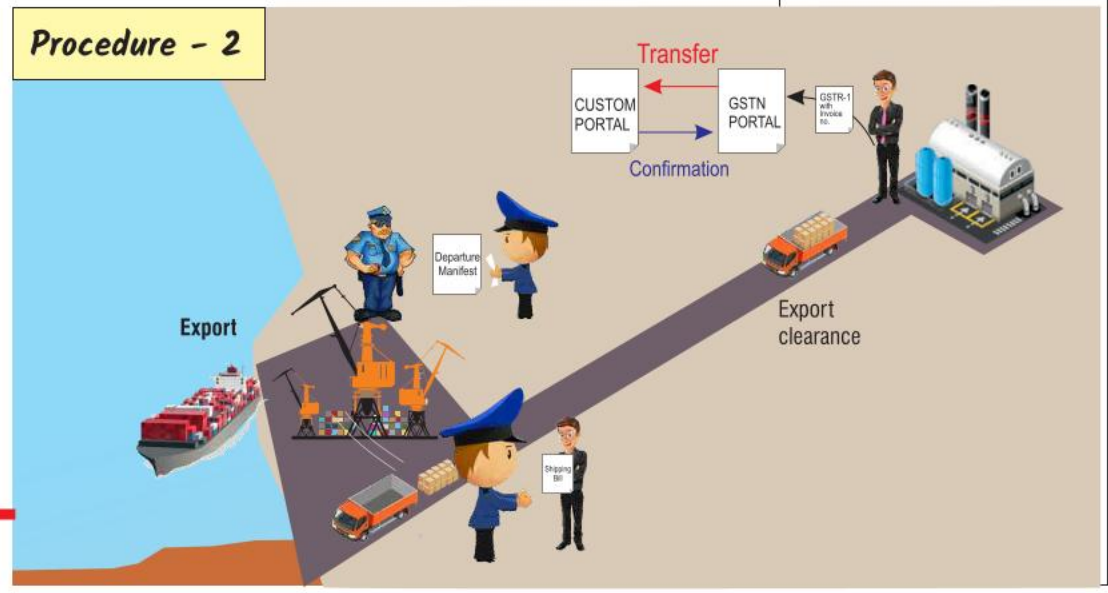 Procedure - 2
Transfer
CUSTOM
PORTAL
GSTN
PORTAL
GSTR-1
with
Invoice
no.
Confirmation
Departure
Manifest
Export
Export
clearance
Shipping
Bill